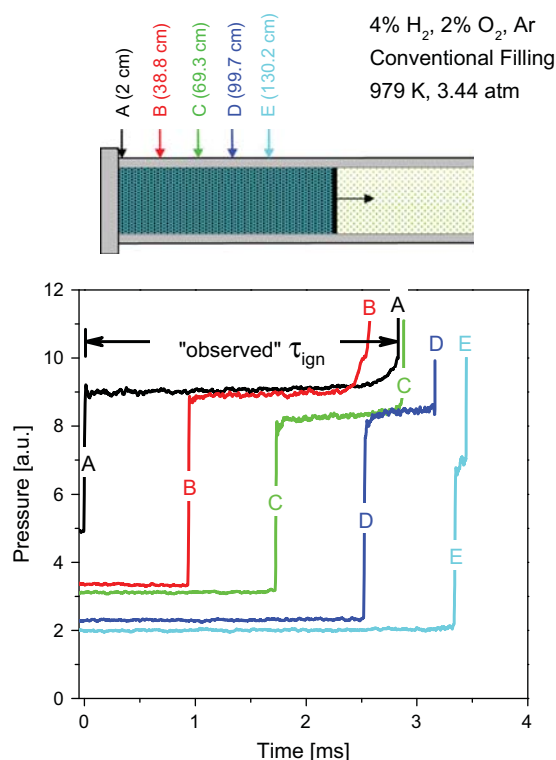 4% H₂, 2% O₂, Ar
Conventional Filling
979 K, 3.44 atm
A (2 cm)
B (38.8 cm)
C (69.3 cm)
D (99.7 cm)
E (130.2 cm)
12
10
8
6
4
2
0
Pressure [a.u.]
"observed" τign
A
B
C
D
E
B
A
C
D
E
0
1
2
3
4
Time [ms]